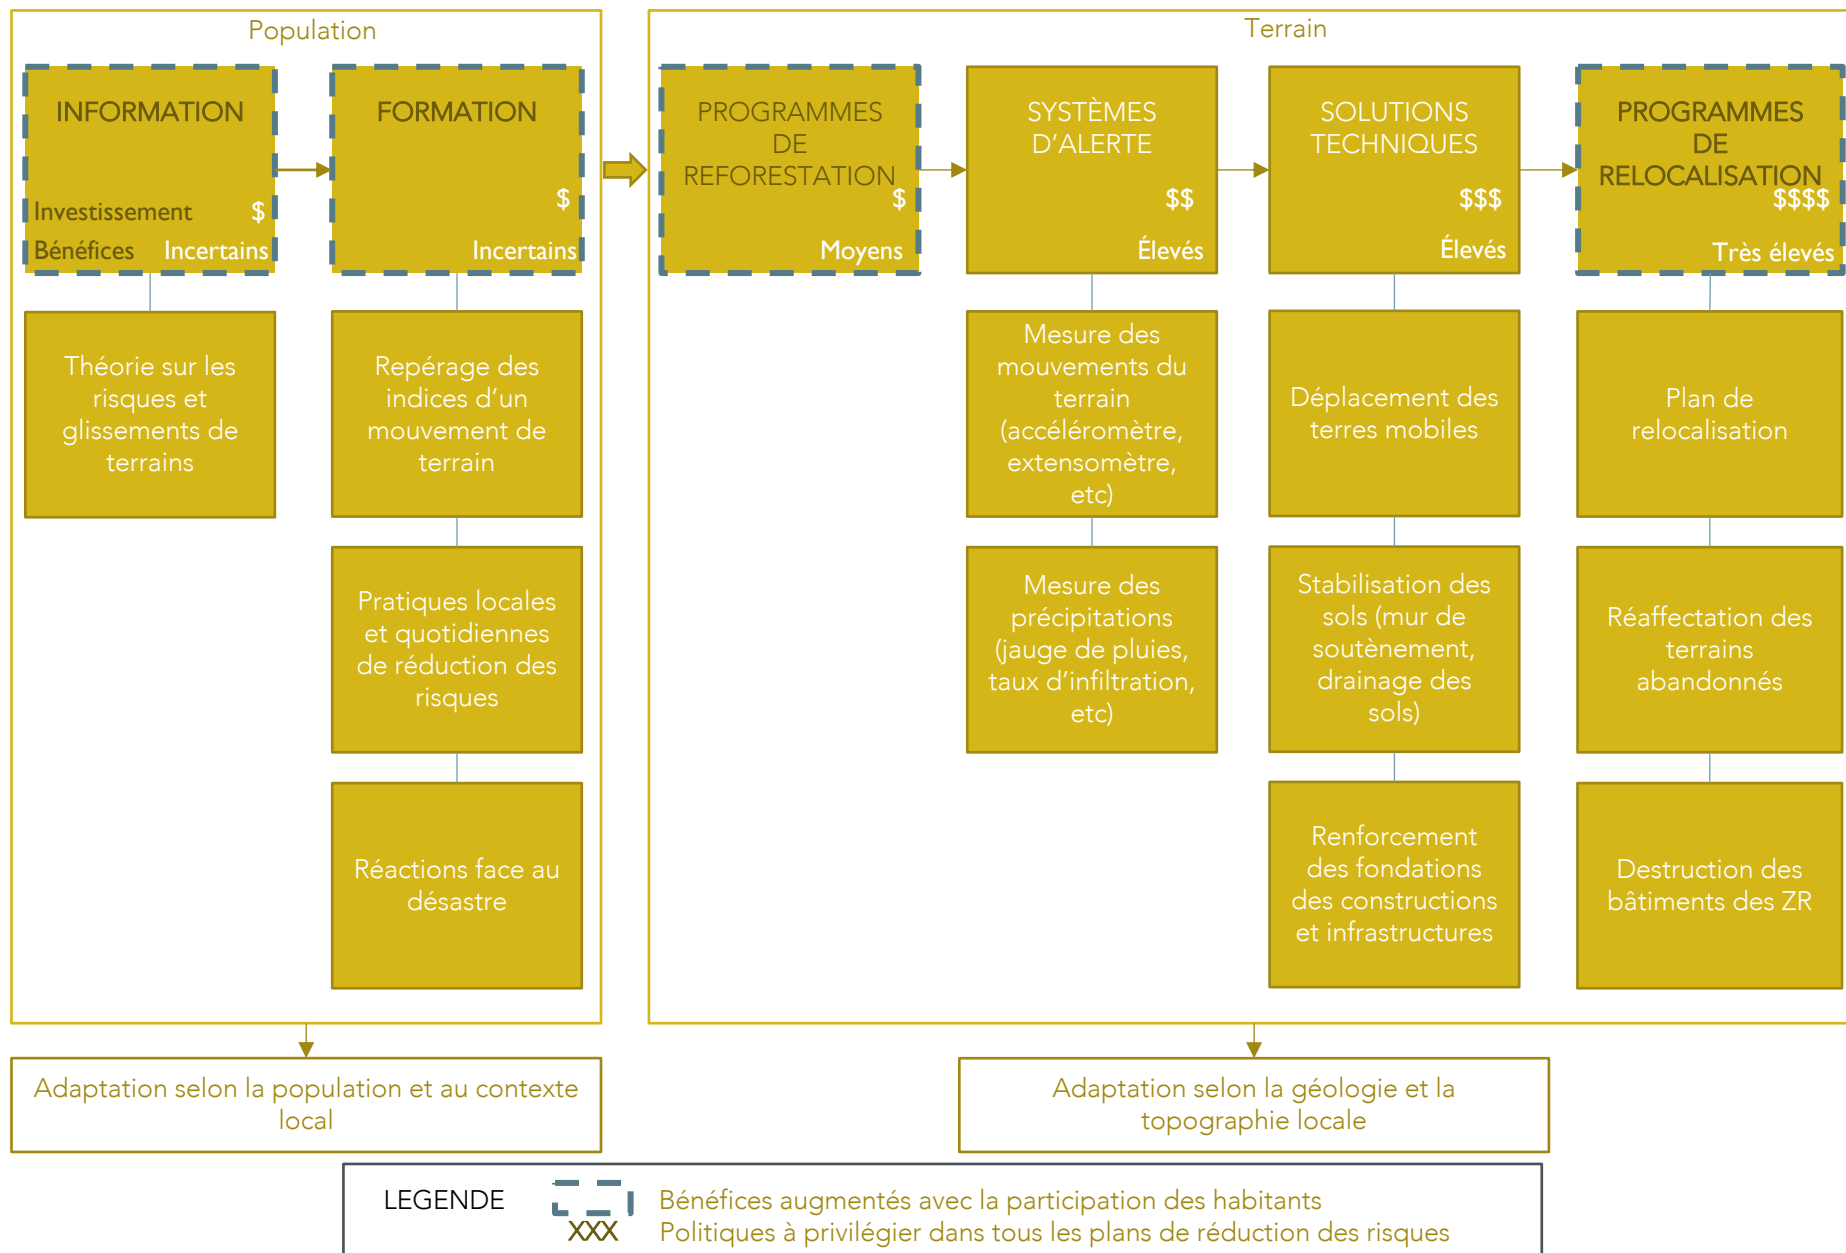 Population
Terrain
INFORMATION
Investissement $
Bénéfices Incertains
FORMATION
$
Incertains
PROGRAMMES
DE
REFORESTATION
$
Moyens
SYSTÈMES
D'ALERTE
$$
Élevés
SOLUTIONS
TECHNIQUES
$$$
Élevés
PROGRAMMES
DE
RELOCALISATION
$$$$
Très élevés
Théorie sur les
risques et
glissements de
terrains
Repérage des
indices d'un
mouvement de
terrain
Pratiques locales
et quotidiennes
de réduction des
risques
Réactions face au
désastre
Mesure des
mouvements du
terrain
(accéléromètre,
extensomètre,
etc)
Mesure des
précipitations
(jauge de pluies,
taux d'infiltration,
etc)
Déplacement des
terres mobiles
Stabilisation des
sols (mur de
soutènement,
drainage des
sols)
Renforcement
des fondations
des constructions
et infrastructures
Plan de
relocalisation
Réaffectation des
terrains
abandonnés
Destruction des
bâtiments des ZR
Adaptation selon la population et au contexte
local
Adaptation selon la géologie et la
topographie locale
LEGENDE
Bénéfices augmentés avec la participation des habitants
XXX Politiques à privilégier dans tous les plans de réduction des risques